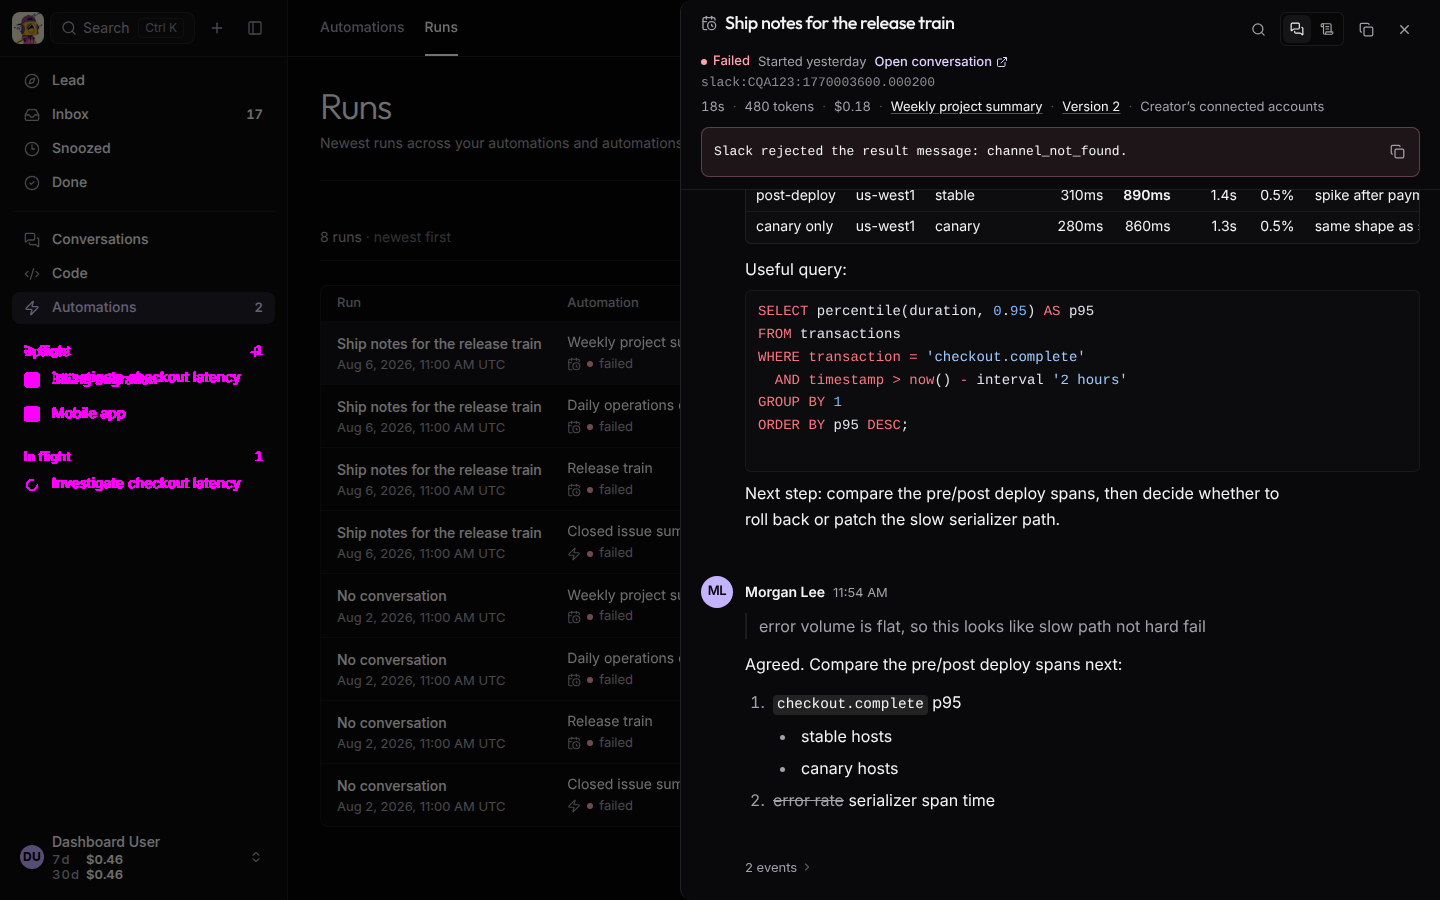 Search Ctrl K
Lead
Inbox 17
Snoozed
Done
Conversations
Code
Automations 2
Mobile app
In flight 1
Investigate checkout latency
DU Dashboard User
7d $0.46
30d $0.46
Automations Runs
Runs
Newest runs across your automations and automations
8 runs · newest first
Run Automation
Ship notes for the release train Weekly project su
Aug 6, 2026, 11:00 AM UTC failed
Ship notes for the release train Daily operations
Aug 6, 2026, 11:00 AM UTC failed
Ship notes for the release train Release train
Aug 6, 2026, 11:00 AM UTC failed
Ship notes for the release train Closed issue sum
Aug 6, 2026, 11:00 AM UTC failed
No conversation Weekly project su
Aug 2, 2026, 11:00 AM UTC failed
No conversation Daily operations
Aug 2, 2026, 11:00 AM UTC failed
No conversation Release train
Aug 2, 2026, 11:00 AM UTC failed
No conversation Closed issue sum
Aug 2, 2026, 11:00 AM UTC failed
Ship notes for the release train
Failed Started yesterday Open conversation
slack:CQA123:1770003600.000200
18s · 480 tokens · $0.18 · Weekly project summary · Version 2 · Creator's connected accounts
Slack rejected the result message: channel_not_found.
post-deploy us-west1 stable 310ms 890ms 1.4s 0.5% spike after paym
canary only us-west1 canary 280ms 860ms 1.3s 0.5% same shape as
Useful query:
SELECT percentile(duration, 0.95) AS p95
FROM transactions
WHERE transaction = 'checkout.complete'
AND timestamp > now() - interval '2 hours'
GROUP BY 1
ORDER BY p95 DESC;
Next step: compare the pre/post deploy spans, then decide whether to
roll back or patch the slow serializer path.
ML Morgan Lee 11:54 AM
error volume is flat, so this looks like slow path not hard fail
Agreed. Compare the pre/post deploy spans next:
1. checkout.complete p95
• stable hosts
• canary hosts
2. error rate serializer span time
2 events